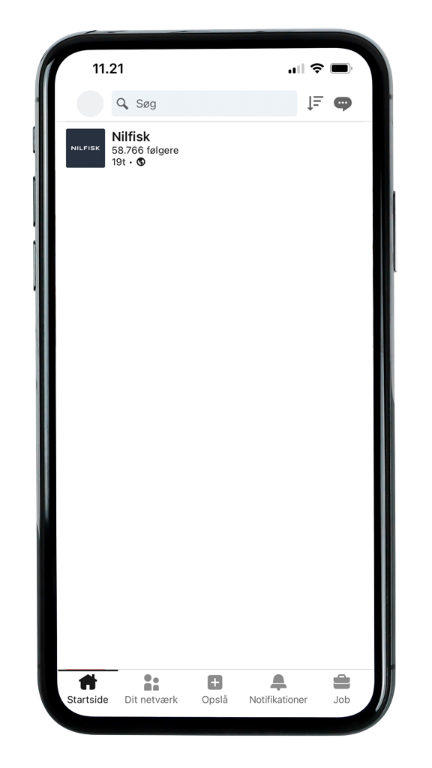 11.21
Søg
NILFISK
Nilfisk
58.766 følgere
19t •
Startside
Dit netværk
Opslå
Notifikationer
Job